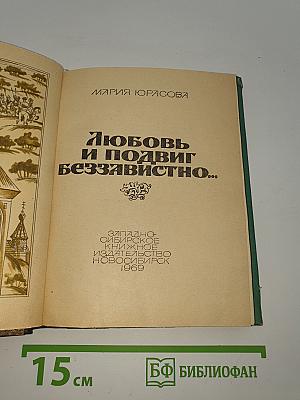 МАРИЯ ЮРАСОВА
ЛЮБОВЬ
И ПОДВИГ
БЕЗЗАВИСТНО...
ЗАПАДНО-
СИБИРСКОЕ
КНИЖНОЕ
ИЗДАТЕЛЬСТВО
НОВОСИБИРСК
1969
15 см
БФ БИБЛИОФАН